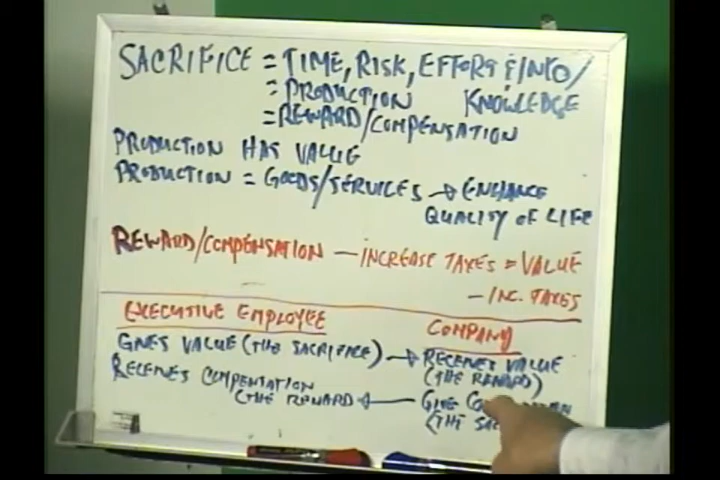 SACRIFICE = TIME, RISK, EFFORT & INFO/
= PRODUCTION KNOWLEDGE
= REWARD/COMPENSATION
PRODUCTION HAS VALUE
PRODUCTION = GOODS/SERVICES → ENHANCE
QUALITY OF LIFE
REWARD/COMPENSATION — INCREASE TAXES = VALUE
— INC. TAXES
EXECUTIVE EMPLOYEE COMPANY
GIVES VALUE (THE SACRIFICE) → RECEIVES VALUE
(THE REWARD)
RECEIVES COMPENSATION
(THE REWARD ← GIVE
(THE